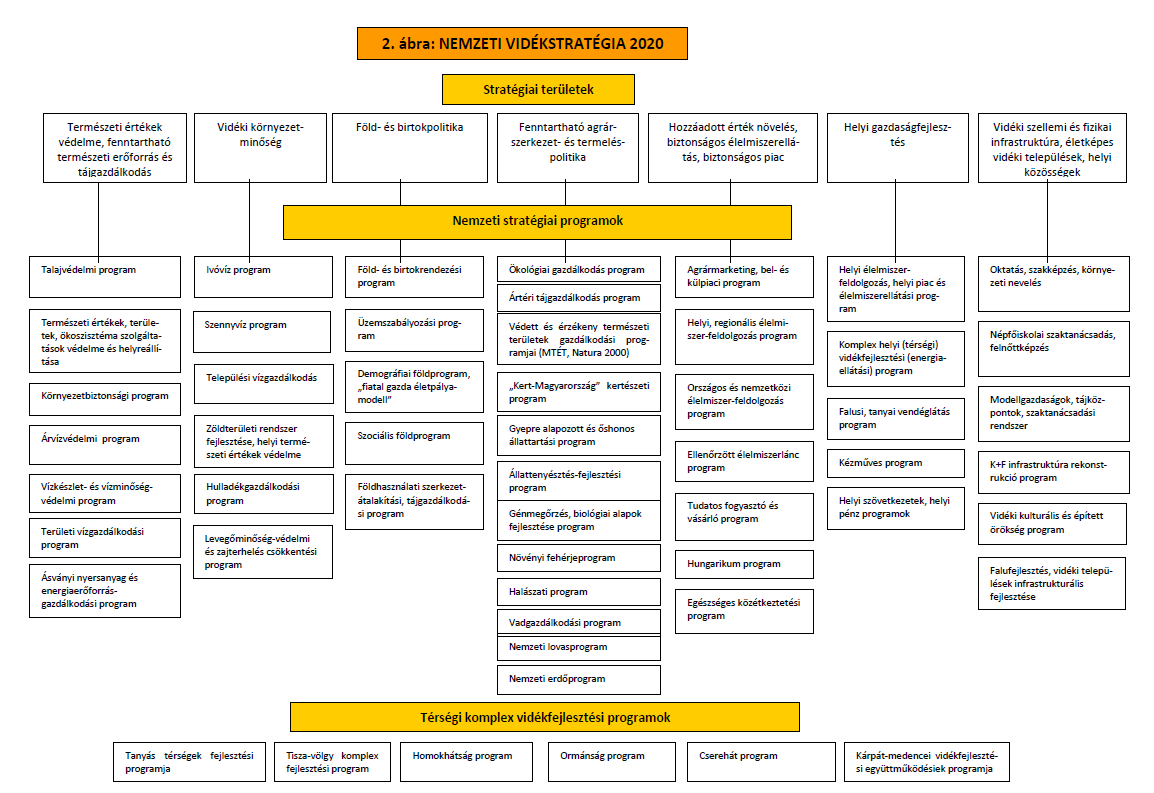 2. ábra: NEMZETI VIDÉKSTRATÉGIA 2020
Stratégiai területek
Természeti értékek
védelme, fenntartható
természeti erőforrás és
tájgazdálkodás
Vidéki környezet-
minőség
Föld- és birtokpolitika
Fenntartható agrár-
szerkezet- és termelés-
politika
Hozzáadott érték növelés,
biztonságos élelmiszerellá-
tás, biztonságos piac
Helyi gazdaságfejlesz-
tés
Vidéki szellemi és fizikai
infrastruktúra, életképes
vidéki települések, helyi
közösségek
Nemzeti stratégiai programok
Talajvédelmi program
Természeti értékek, terüle-
tek, ökoszisztéma szolgálta-
tások védelme és helyreállí-
tása
Környezetbiztonsági program
Árvízvédelmi program
Vízkészlet- és vízminőség-
védelmi program
Területi vízgazdálkodási
program
Ásványi nyersanyag és
energiaerőforrás-
gazdálkodási program
Ivóvíz program
Szennyvíz program
Települési vízgazdálkodás
Zöldterületi rendszer
fejlesztése, helyi termé-
szeti értékek védelme
Hulladékgazdálkodási
program
Levegőminőség-védelmi
és zajterhelés csökkentési
program
Föld- és birtokrendezési
program
Üzemszabályozási prog-
ram
Demográfiai földprogram,
„fiatal gazda életpálya-
modell”
Szociális földprogram
Földhasználati szerkezet-
átalakítási, tájgazdálkodá-
si program
Ökológiai gazdálkodás program
Ártéri tájgazdálkodás program
Védett és érzékeny természeti
területek gazdálkodási prog-
ramjai (MTÉT, Natura 2000)
„Kert-Magyarország” kertészeti
program
Gyepre alapozott és őshonos
állattartási program
Állattenyésztés-fejlesztési
program
Génmegőrzés, biológiai alapok
fejlesztése program
Növényi fehérjeprogram
Halászati program
Vadgazdálkodási program
Nemzeti lovasprogram
Nemzeti erdőprogram
Agrármarketing, bel- és
külpiaci program
Helyi, regionális élelmi-
szer-feldolgozás program
Országos és nemzetközi
élelmiszer-feldolgozás
program
Ellenőrzött élelmiszerlánc
program
Tudatos fogyasztó és
vásárló program
Hungarikum program
Egészséges közétkeztetési
program
Helyi élelmiszer-
feldolgozás, helyi piac és
élelmiszerellátási prog-
ram
Komplex helyi (térségi)
vidékfejlesztési (energia-
ellátási) program
Falusi, tanyai vendéglátás
program
Kézműves program
Helyi szövetkezetek, helyi
pénz programok
Oktatás, szakképzés, környe-
zeti nevelés
Népfőiskolai szaktanácsadás,
felnőttképzés
Modellgazdaságok, tájköz-
pontok, szaktanácsadási
rendszer
K+F infrastruktúra rekonst-
rukció program
Vidéki kulturális és épített
örökség program
Falufejlesztés, vidéki telepü-
lések infrastrukturális
fejlesztése
Térségi komplex vidékfejlesztési programok
Tanyás térségek fejlesztési
programja
Tisza-völgy komplex
fejlesztési program
Homokhátság program
Ormánság program
Cserehát program
Kárpát-medencei vidékfejleszté-
si együttműködések programja